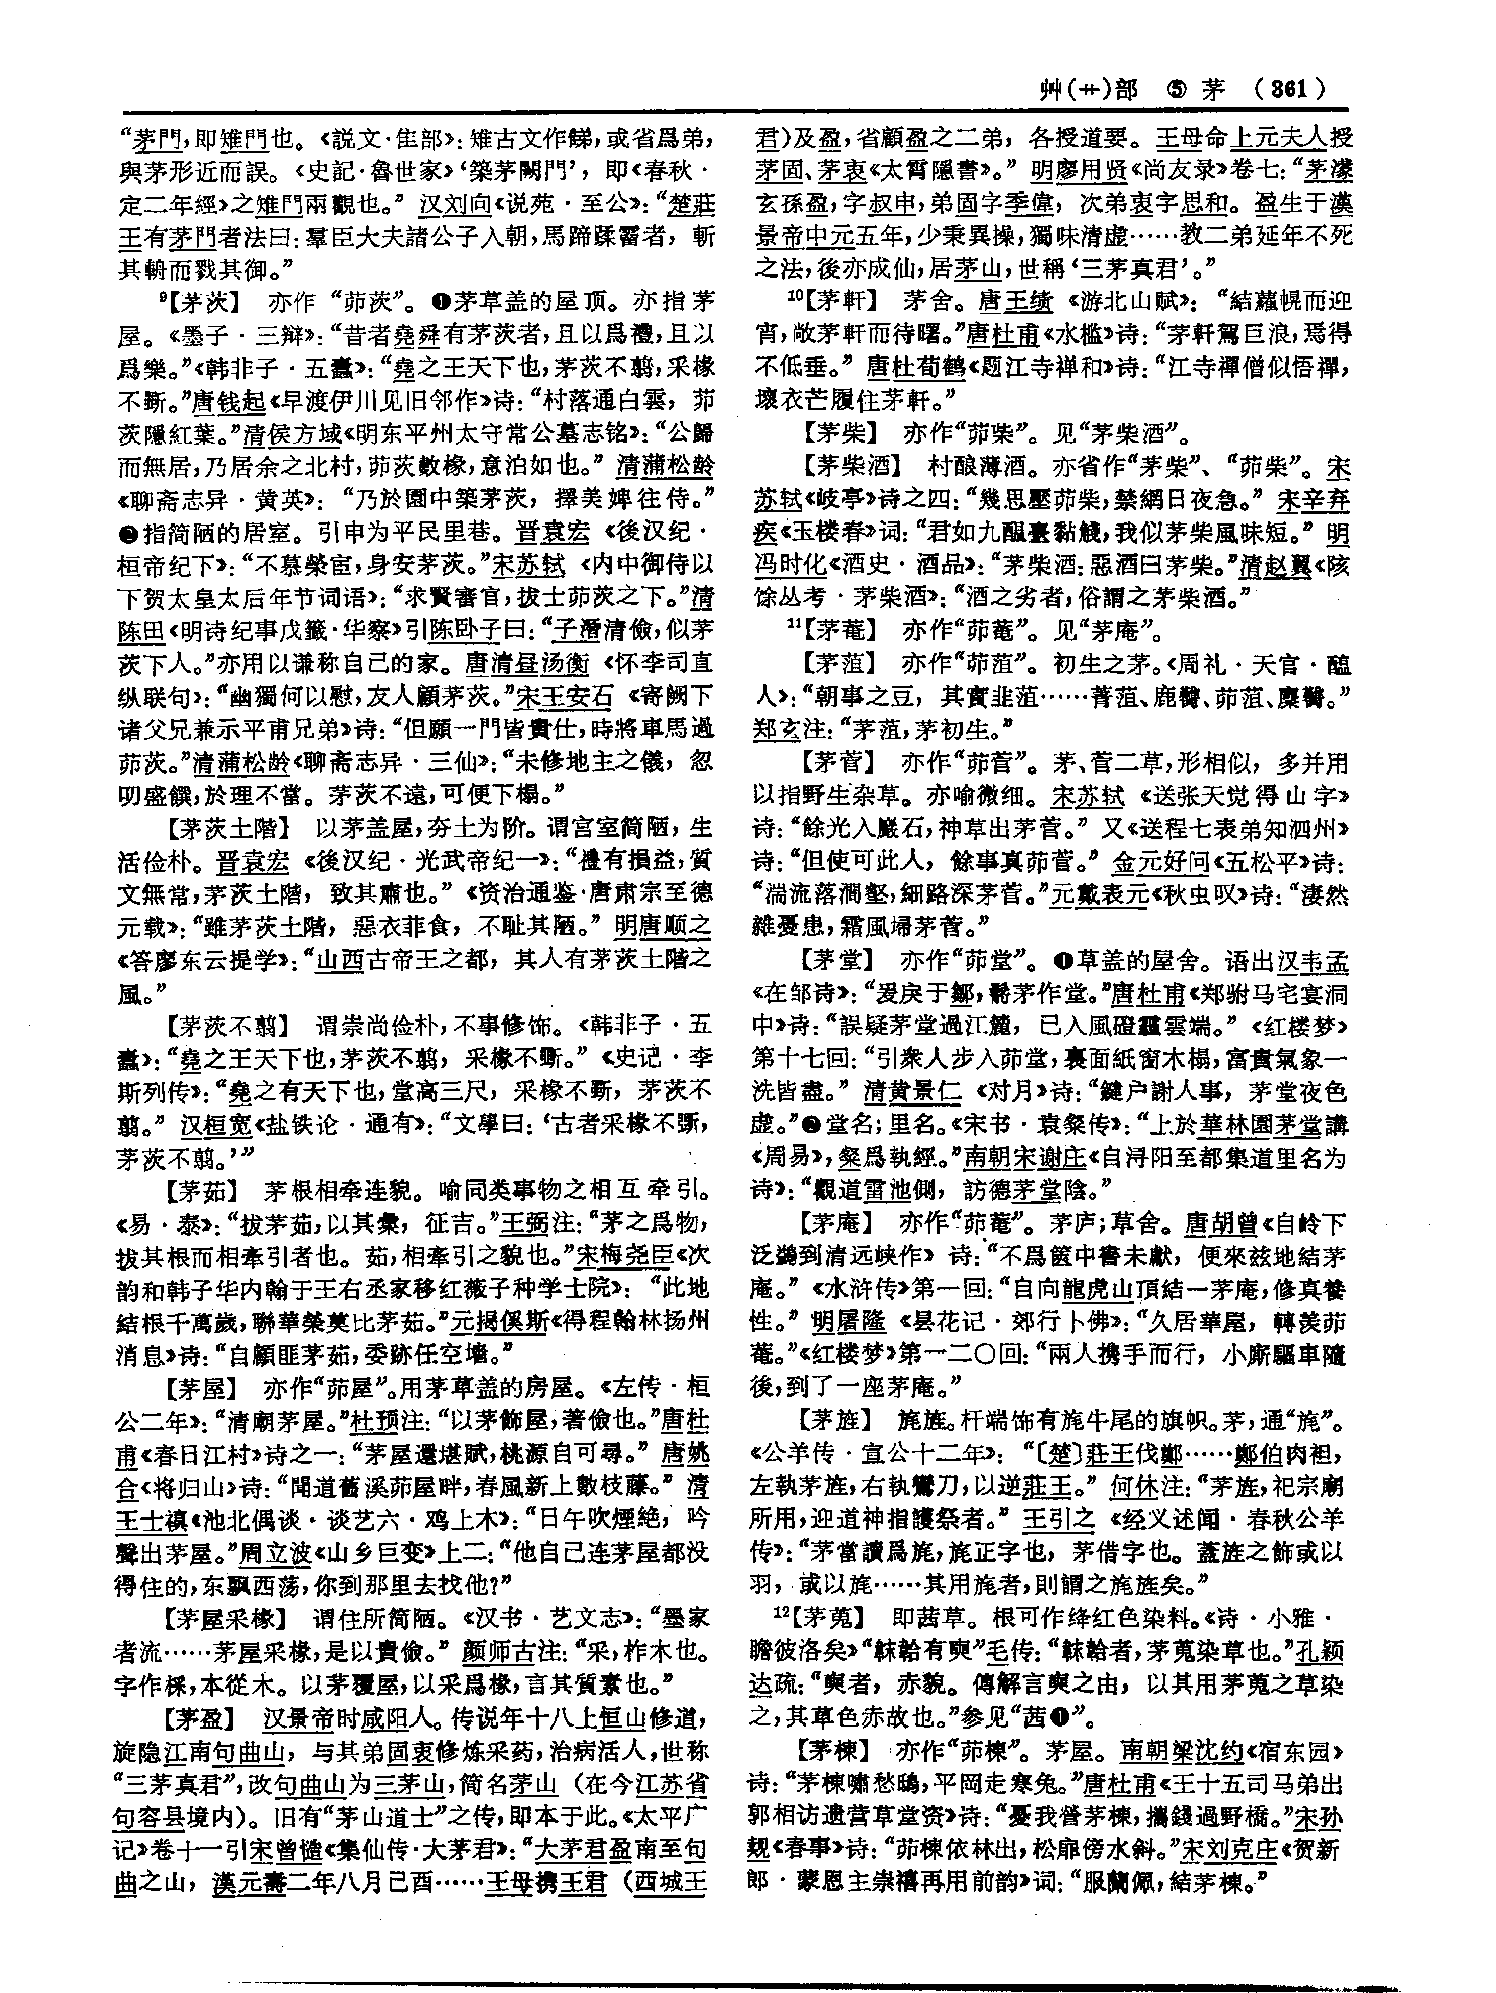 艸(艹)部 ⑤ 茅 (361)
“茅門，即雉門也。《説文·隹部》：雉古文作𨾦，或省爲弟，
與茅形近而誤。《史記·魯世家》‘築茅闕門’，即《春秋·
定二年經》之雉門兩觀也。” 汉刘向《说苑·至公》：“楚莊
王有茅門者法曰：羣臣大夫諸公子入朝，馬蹄蹂霤者，斬
其輈而戮其御。”
⁹【茅茨】 亦作“茆茨”。❶茅草盖的屋顶。亦指茅
屋。《墨子·三辩》：“昔者堯舜有茅茨者，且以爲禮，且以
爲樂。”《韩非子·五蠹》：“堯之王天下也，茅茨不翦，采椽
不斲。”唐钱起《早渡伊川见旧邻作》诗：“村落通白雲，茆
茨隱紅葉。”清侯方域《明东平州太守常公墓志铭》：“公歸
而無居，乃居余之北村，茆茨數椽，意泊如也。” 清蒲松龄
《聊斋志异·黄英》：“乃於園中築茅茨，擇美婢往侍。”
❷指简陋的居室。引申为平民里巷。晋袁宏《後汉纪·
桓帝纪下》：“不慕榮宦，身安茅茨。”宋苏轼《内中御侍以
下贺太皇太后年节词语》：“求賢審官，拔士茆茨之下。”清
陈田《明诗纪事戊籤·华察》引陈卧子曰：“子潛清儉，似茅
茨下人。”亦用以谦称自己的家。唐清昼汤衡《怀李司直
纵联句》：“幽獨何以慰，友人顧茅茨。”宋王安石《寄阙下
诸父兄兼示平甫兄弟》诗：“但願一門皆貴仕，時將車馬過
茆茨。”清蒲松龄《聊斋志异·三仙》：“未修地主之儀，忽
叨盛饌，於理不當。茅茨不遠，可便下榻。”
【茅茨土階】 以茅盖屋，夯土为阶。谓宫室简陋，生
活俭朴。晋袁宏《後汉纪·光武帝纪一》：“禮有損益，質
文無常，茅茨土階，致其肅也。”《资治通鉴·唐肃宗至德
元载》：“雖茅茨土階，惡衣菲食，不耻其陋。” 明唐顺之
《答廖东云提学》：“山西古帝王之都，其人有茅茨土階之
風。”
【茅茨不翦】 谓崇尚俭朴，不事修饰。《韩非子·五
蠹》：“堯之王天下也，茅茨不翦，采椽不斲。”《史记·李
斯列传》：“堯之有天下也，堂高三尺，采椽不斲，茅茨不
翦。” 汉桓宽《盐铁论·通有》：“文學曰：‘古者采椽不斲，
茅茨不翦。’”
【茅茹】 茅根相牵连貌。喻同类事物之相互牵引。
《易·泰》：“拔茅茹，以其彙，征吉。”王弼注：“茅之爲物，
拔其根而相牽引者也。茹，相牽引之貌也。”宋梅尧臣《次
韵和韩子华内翰于王右丞家移红薇子种学士院》：“此地
結根千萬歲，聯華榮莫比茅茹。”元揭傒斯《得程翰林扬州
消息》诗：“自顧匪茅茹，委跡任空墻。”
【茅屋】 亦作“茆屋”。用茅草盖的房屋。《左传·桓
公二年》：“清廟茅屋。”杜预注：“以茅飾屋，著儉也。”唐杜
甫《春日江村》诗之一：“茅屋還堪賦，桃源自可尋。” 唐姚
合《将归山》诗：“聞道舊溪茆屋畔，春風新上數枝藤。” 清
王士禛《池北偶谈·谈艺六·鸡上木》：“日午吹煙絶，吟
聲出茅屋。”周立波《山乡巨变》上二：“他自己连茅屋都没
得住的，东飘西荡，你到那里去找他？”
【茅屋采椽】 谓住所简陋。《汉书·艺文志》：“墨家
者流……茅屋采椽，是以貴儉。” 颜师古注：“采，柞木也。
字作棌，本從木。以茅覆屋，以采爲椽，言其質素也。”
【茅盈】 汉景帝时咸阳人。传说年十八上恒山修道，
旋隐江南句曲山，与其弟固衷修炼采药，治病活人，世称
“三茅真君”，改句曲山为三茅山，简名茅山（在今江苏省
句容县境内）。旧有“茅山道士”之传，即本于此。《太平广
记》卷十一引宋曾慥《集仙传·大茅君》：“大茅君盈南至句
曲之山，漢元壽二年八月己酉……王母携王君（西城王
君）及盈，省顧盈之二弟，各授道要。王母命上元夫人授
茅固、茅衷《太霄隱書》。” 明廖用贤《尚友录》卷七：“茅濛
玄孫盈，字叔申，弟固字季偉，次弟衷字思和。盈生于漢
景帝中元五年，少秉異操，獨味清虚……教二弟延年不死
之法，後亦成仙，居茅山，世稱‘三茅真君’。”
¹⁰【茅軒】 茅舍。唐王绩《游北山赋》：“結蘿幌而迎
宵，敞茅軒而待曙。”唐杜甫《水槛》诗：“茅軒駕巨浪，焉得
不低垂。” 唐杜荀鹤《题江寺禅和》诗：“江寺禪僧似悟禪，
壞衣芒履住茅軒。”
【茅柴】 亦作“茆柴”。见“茅柴酒”。
【茅柴酒】 村酿薄酒。亦省作“茅柴”、“茆柴”。宋
苏轼《岐亭》诗之四：“幾思壓茆柴，禁網日夜急。” 宋辛弃
疾《玉楼春》词：“君如九醖臺黏醆，我似茅柴風味短。” 明
冯时化《酒史·酒品》：“茅柴酒：惡酒曰茅柴。”清赵翼《陔
馀丛考·茅柴酒》：“酒之劣者，俗謂之茅柴酒。”
¹¹【茅菴】 亦作“茆菴”。见“茅庵”。
【茅菹】 亦作“茆菹”。初生之茅。《周礼·天官·醢
人》：“朝事之豆，其實韭菹……菁菹、鹿臡、茆菹、麋臡。”
郑玄注：“茅菹，茅初生。”
【茅菅】 亦作“茆菅”。茅、菅二草，形相似，多并用
以指野生杂草。亦喻微细。宋苏轼《送张天觉得山字》
诗：“餘光入巖石，神草出茅菅。” 又《送程七表弟知泗州》
诗：“但使可此人，餘事真茆菅。” 金元好问《五松平》诗：
“湍流落澗壑，細路深茅菅。”元戴表元《秋虫叹》诗：“淒然
雜憂患，霜風埽茅菅。”
【茅堂】 亦作“茆堂”。❶草盖的屋舍。语出汉韦孟
《在邹诗》：“爰戾于鄒，鬋茅作堂。”唐杜甫《郑驸马宅宴洞
中》诗：“誤疑茅堂過江麓，已入風磴霾雲端。”《红楼梦》
第十七回：“引衆人步入茆堂，裏面紙窗木榻，富貴氣象一
洗皆盡。” 清黄景仁《对月》诗：“鍵户謝人事，茅堂夜色
虚。”❷堂名；里名。《宋书·袁粲传》：“上於華林園茅堂講
《周易》，粲爲執經。”南朝宋谢庄《自浔阳至都集道里名为
诗》：“觀道雷池側，訪德茅堂陰。”
【茅庵】 亦作“茆菴”。茅庐；草舍。唐胡曾《自岭下
泛鹢到清远峡作》诗：“不爲篋中書未獻，便來兹地結茅
庵。”《水浒传》第一回：“自向龍虎山頂結一茅庵，修真養
性。” 明屠隆《昙花记·郊行卜佛》：“久居華屋，轉羡茆
菴。”《红楼梦》第一二〇回：“兩人携手而行，小廝驅車隨
後，到了一座茅庵。”
【茅旌】 旄旌。杆端饰有旄牛尾的旗帜。茅，通“旄”。
《公羊传·宣公十二年》：“〔楚〕莊王伐鄭……鄭伯肉袒，
左執茅旌，右執鸞刀，以逆莊王。” 何休注：“茅旌，祀宗廟
所用，迎道神指護祭者。” 王引之《经义述闻·春秋公羊
传》：“茅當讀爲旄，旄正字也，茅借字也。蓋旌之飾或以
羽，或以旄……其用旄者，則謂之旄旌矣。”
¹²【茅蒐】 即茜草。根可作绛红色染料。《诗·小雅·
瞻彼洛矣》“韎韐有奭”毛传：“韎韐者，茅蒐染草也。”孔颖
达疏：“奭者，赤貌。傳解言奭之由，以其用茅蒐之草染
之，其草色赤故也。”参见“茜❶”。
【茅棟】 亦作“茆棟”。茅屋。南朝梁沈约《宿东园》
诗：“茅棟嘯愁鴟，平岡走寒兔。”唐杜甫《王十五司马弟出
郭相访遗营草堂资》诗：“憂我營茅棟，攜錢過野橋。”宋孙
觌《春事》诗：“茆棟依林出，松扉傍水斜。”宋刘克庄《贺新
郎·蒙恩主崇禧再用前韵》词：“服蘭佩，結茅棟。”